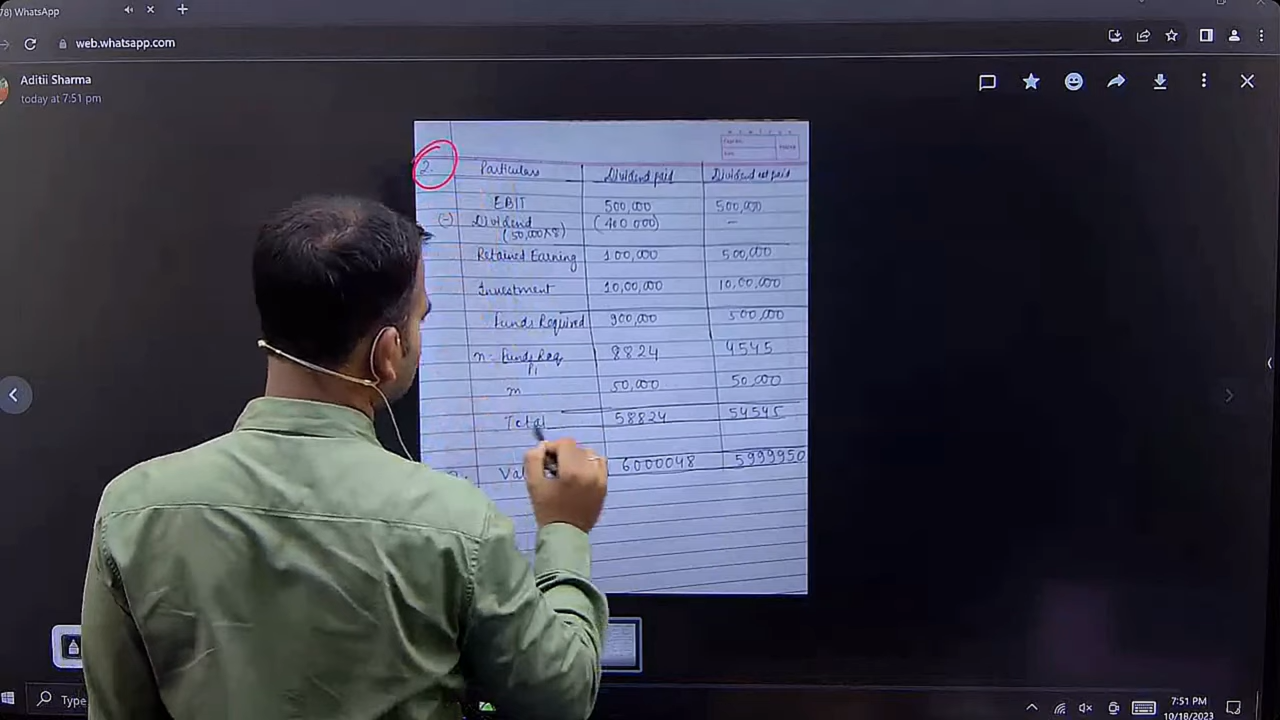 78) WhatsApp
web.whatsapp.com
Aditii Sharma
today at 7:51 pm
2. Particulars Dividend paid Dividend not paid
EBIT 500,000 500,000
(-) Dividend (400 000) —
(50,000×8)
Retained Earning 100,000 500,000
Investment 10,00,000 10,00,000
Funds Required 900,000 500,000
n = Funds Req 8824 4545
P1
m 50,000 50,000
Total 58824 54545
6000048 5999950
Type
7:51 PM
10/18/2023